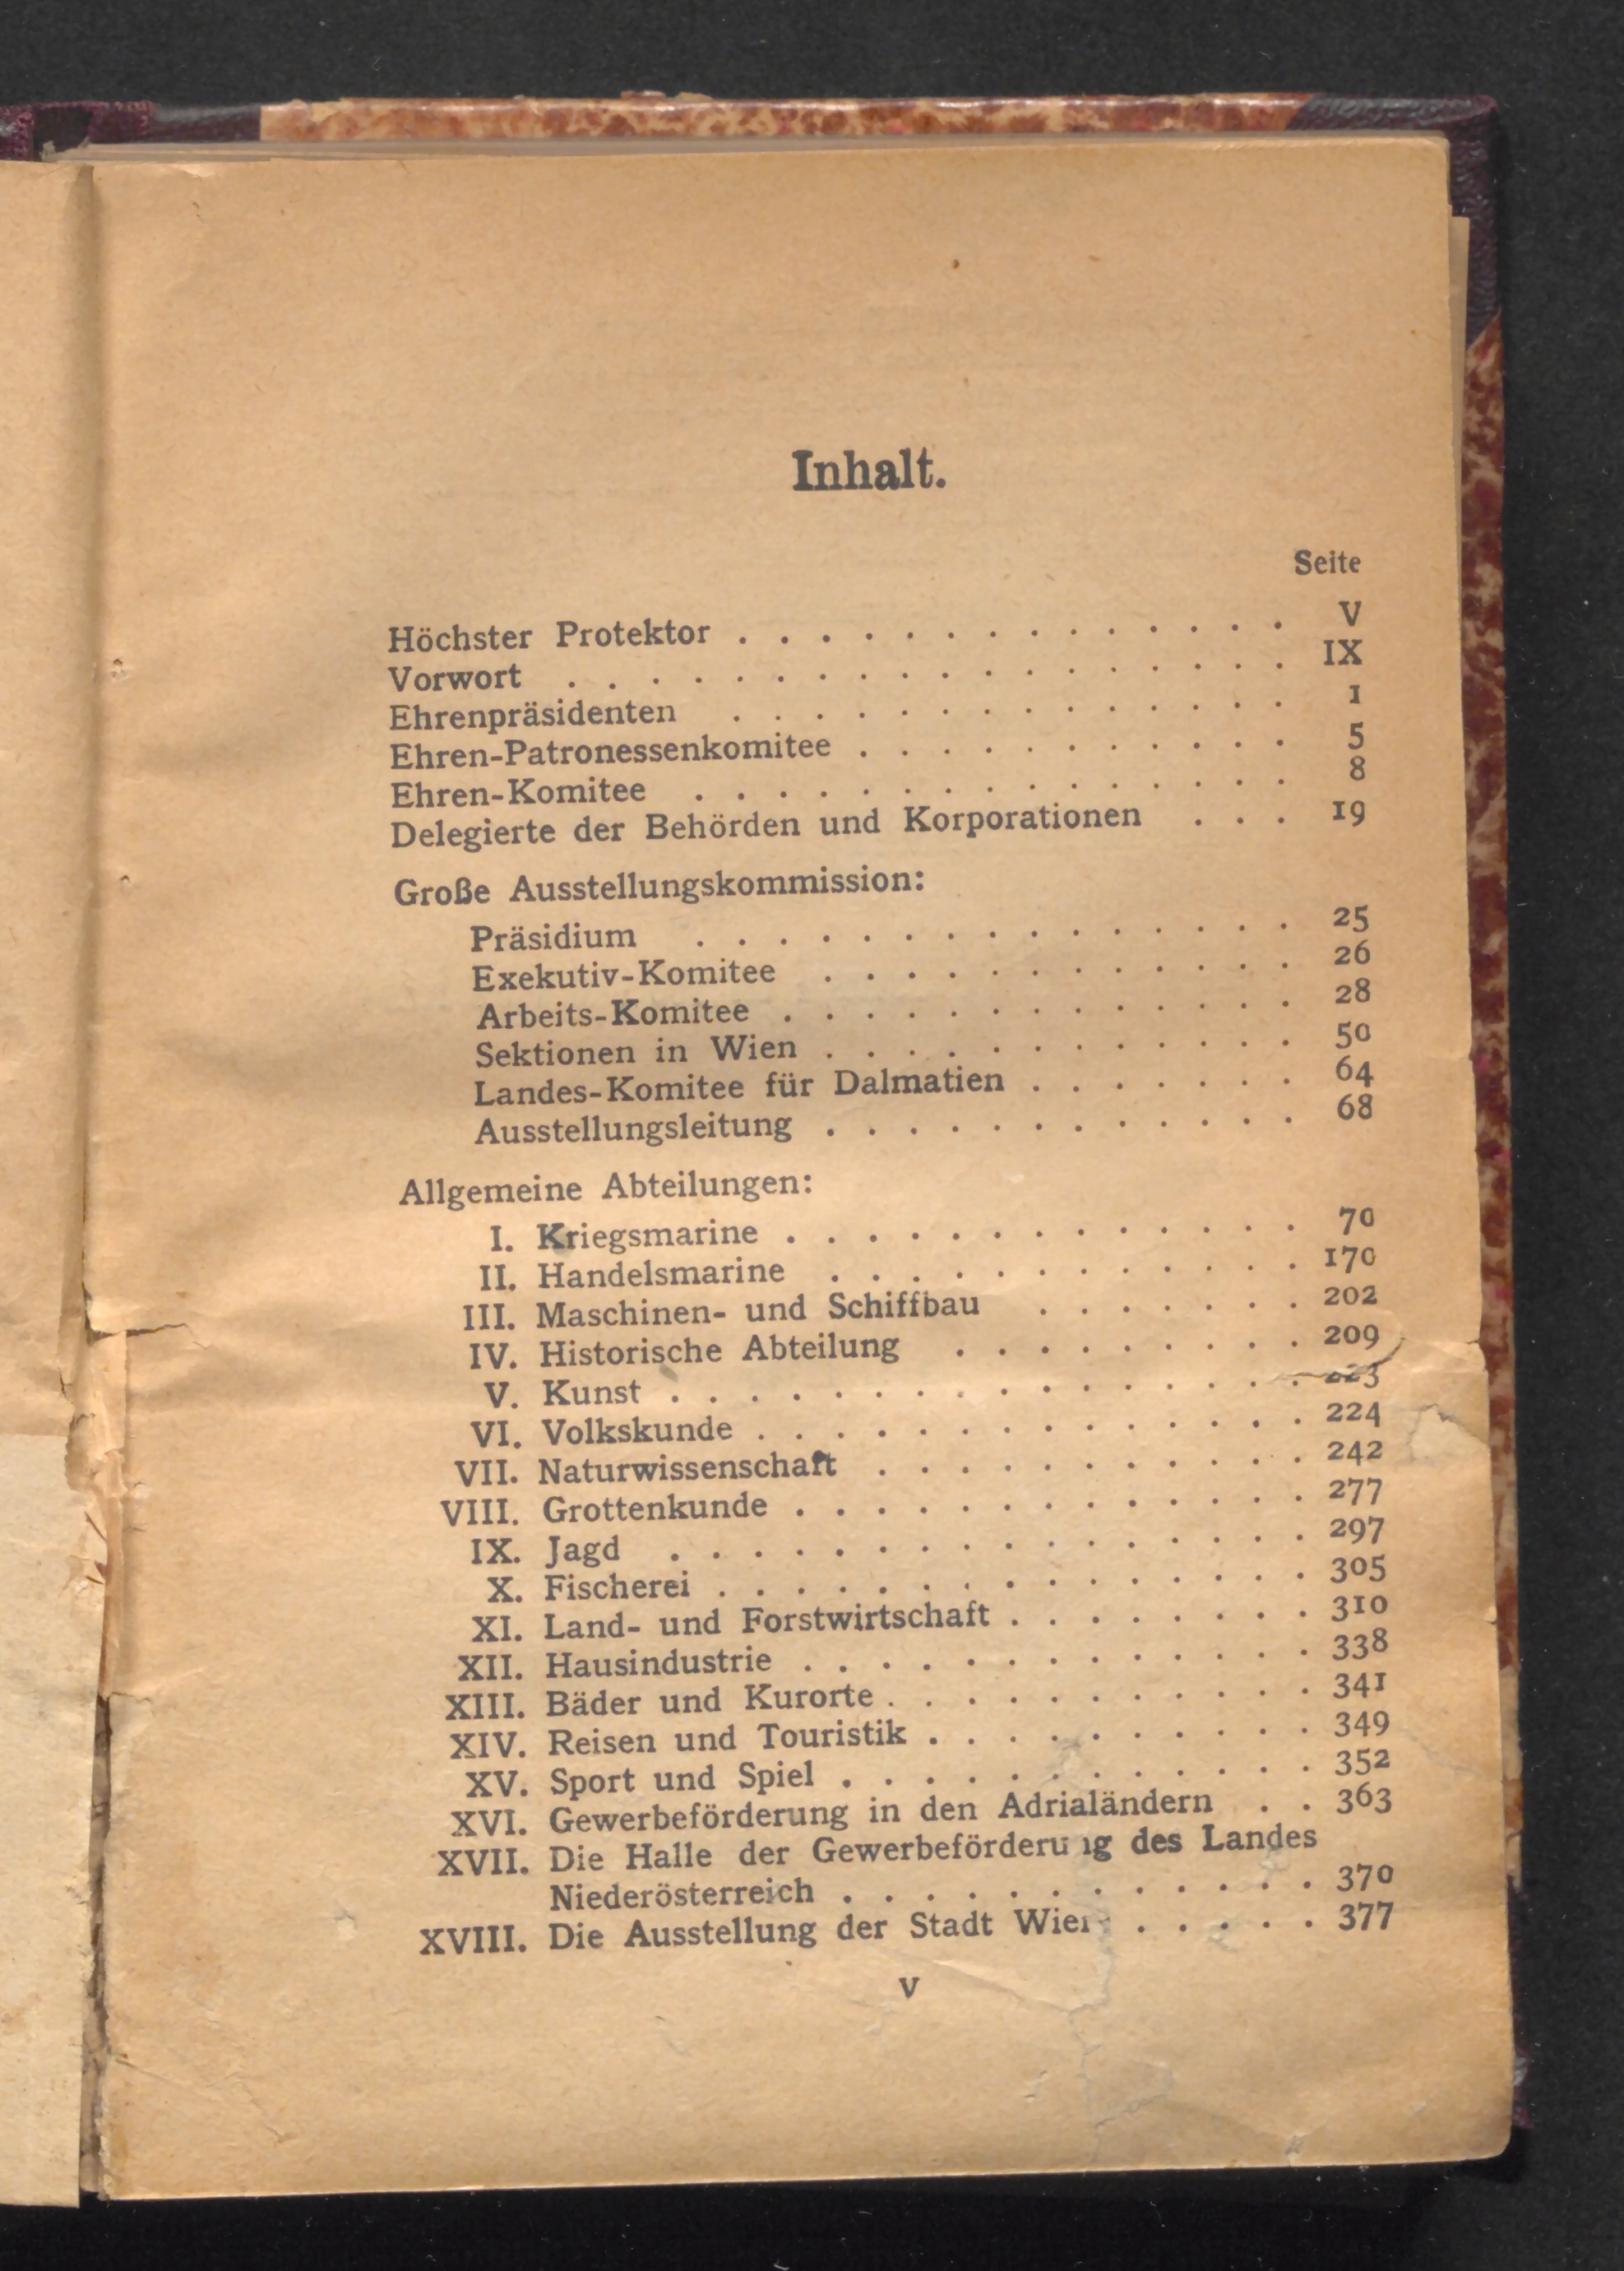 Inhalt.
Seite
Höchster Protektor . . . . . . . . . . . . . . V
Vorwort . . . . . . . . . . . . . . . . . . IX
Ehrenpräsidenten . . . . . . . . . . . . . . 1
Ehren-Patronessenkomitee . . . . . . . . . . . 5
Ehren-Komitee . . . . . . . . . . . . . . . 8
Delegierte der Behörden und Korporationen . . . 19
Große Ausstellungskommission:
Präsidium . . . . . . . . . . . . . . . 25
Exekutiv-Komitee . . . . . . . . . . . . 26
Arbeits-Komitee . . . . . . . . . . . . . 28
Sektionen in Wien . . . . . . . . . . . . 50
Landes-Komitee für Dalmatien . . . . . . . 64
Ausstellungsleitung . . . . . . . . . . . . 68
Allgemeine Abteilungen:
I. Kriegsmarine . . . . . . . . . . . . . 70
II. Handelsmarine . . . . . . . . . . . . 170
III. Maschinen- und Schiffbau . . . . . . . 202
IV. Historische Abteilung . . . . . . . . . 209
V. Kunst . . . . . . . . . . . . . . . .
VI. Volkskunde . . . . . . . . . . . . . . 224
VII. Naturwissenschaft . . . . . . . . . . . 242
VIII. Grottenkunde . . . . . . . . . . . . . 277
IX. Jagd . . . . . . . . . . . . . . . . 297
X. Fischerei . . . . . . . . . . . . . . . 305
XI. Land- und Forstwirtschaft . . . . . . . . 310
XII. Hausindustrie . . . . . . . . . . . . . 338
XIII. Bäder und Kurorte . . . . . . . . . . . 341
XIV. Reisen und Touristik . . . . . . . . . . 349
XV. Sport und Spiel . . . . . . . . . . . . 352
XVI. Gewerbeförderung in den Adrialändern . . 363
XVII. Die Halle der Gewerbeförderung des Landes
Niederösterreich . . . . . . . . . . . . 370
XVIII. Die Ausstellung der Stadt Wien . . . . . 377
V